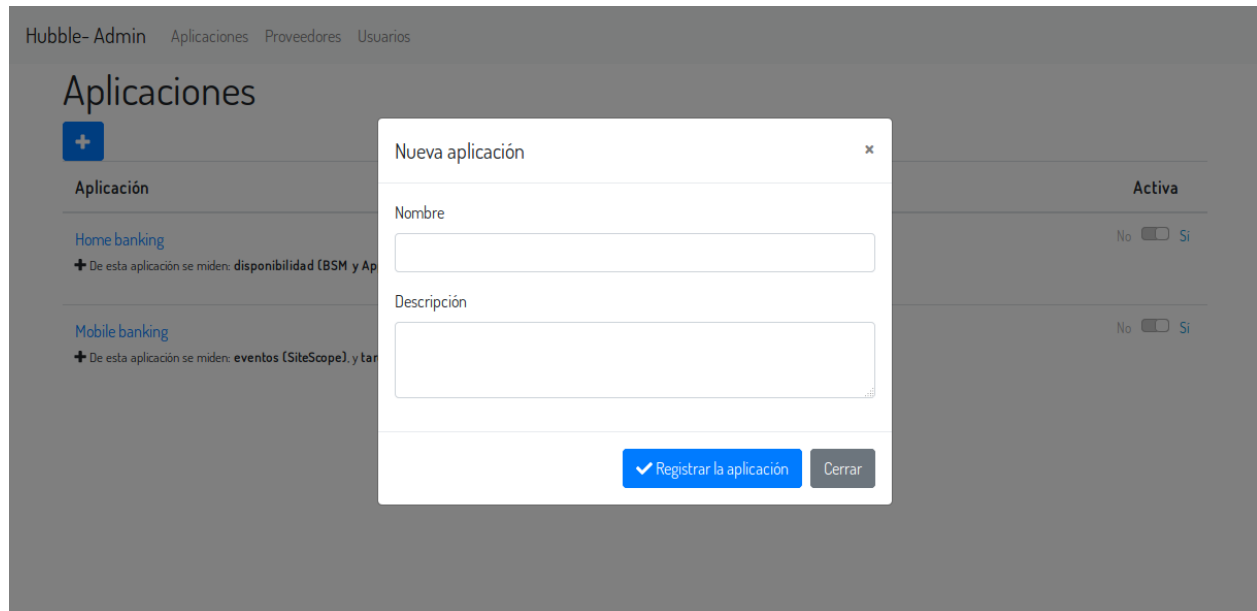 Hubble- Admin Aplicaciones Proveedores Usuarios
Aplicaciones
Nueva aplicación ×
Aplicación Activa
Nombre
Home banking No Si
De esta aplicación se miden: disponibilidad (BSM y Ap
Descripción
Mobile banking No Si
De esta aplicación se miden: eventos (SiteScope), y tar
Registrar la aplicación Cerrar